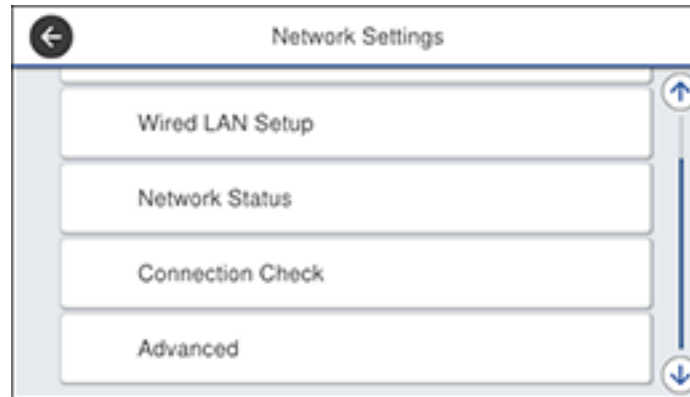 Network Settings
Wired LAN Setup
Network Status
Connection Check
Advanced